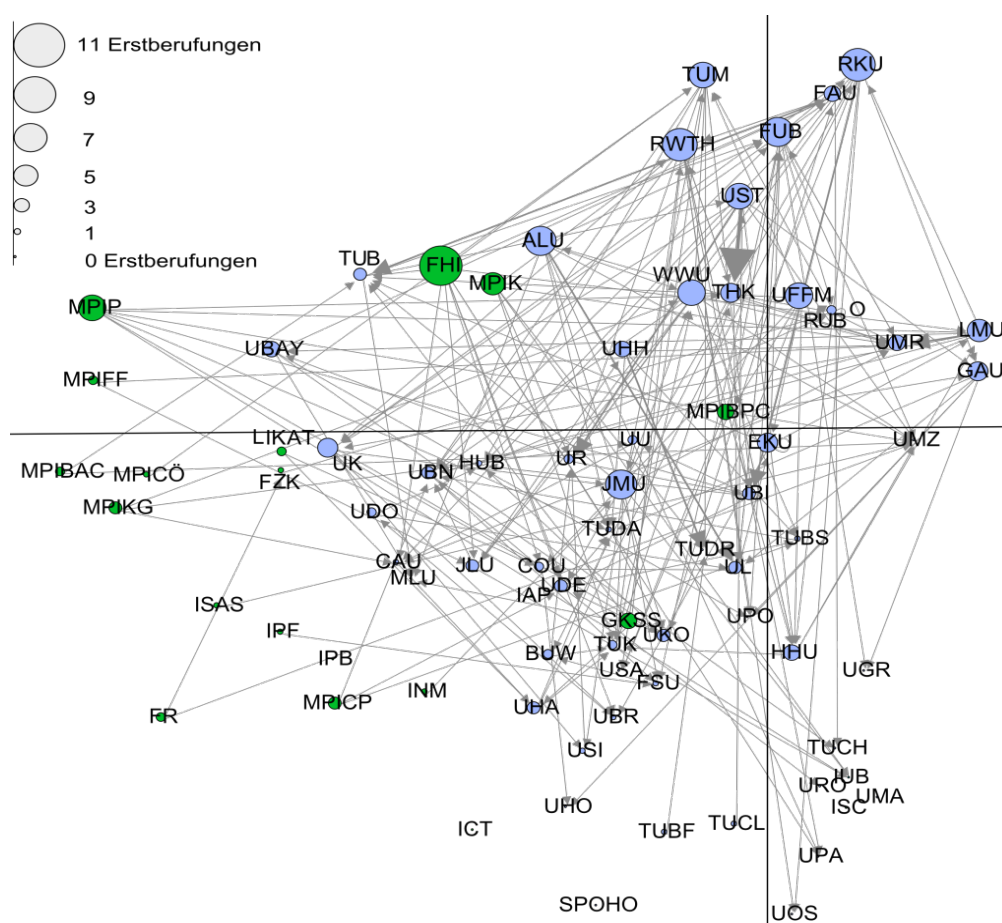 11 Erstberufungen
9
7
5
3
1
0 Erstberufungen
RKU
TUM
FAU
FUB
RWTH
UST
ALU
TUB
FHI
MPIK
WWU
THK
UFFM
O
RUB
MPIP
LMU
UMR
UBAY
UHH
GAU
MPIFF
MPIBPC
LIKAT
UU
EKU
UMZ
UK
HUB
UR
MPIBAC
MPICÖ
UBN
FZK
JMU
UBI
MPIKG
UDO
TUDA
TUBS
TUDR
CAU
JLU
COU
UL
MLU
UDE
IAP
ISAS
UPO
GKSS
IPF
UKO
TUK
BUW
HHU
IPB
USA
UGR
FSU
INM
MPICP
FR
UHA
UBR
USI
TUCH
IUB
URO
UMA
ISC
UHO
ICT
TUBF
TUCL
UPA
SPOHO
UOS